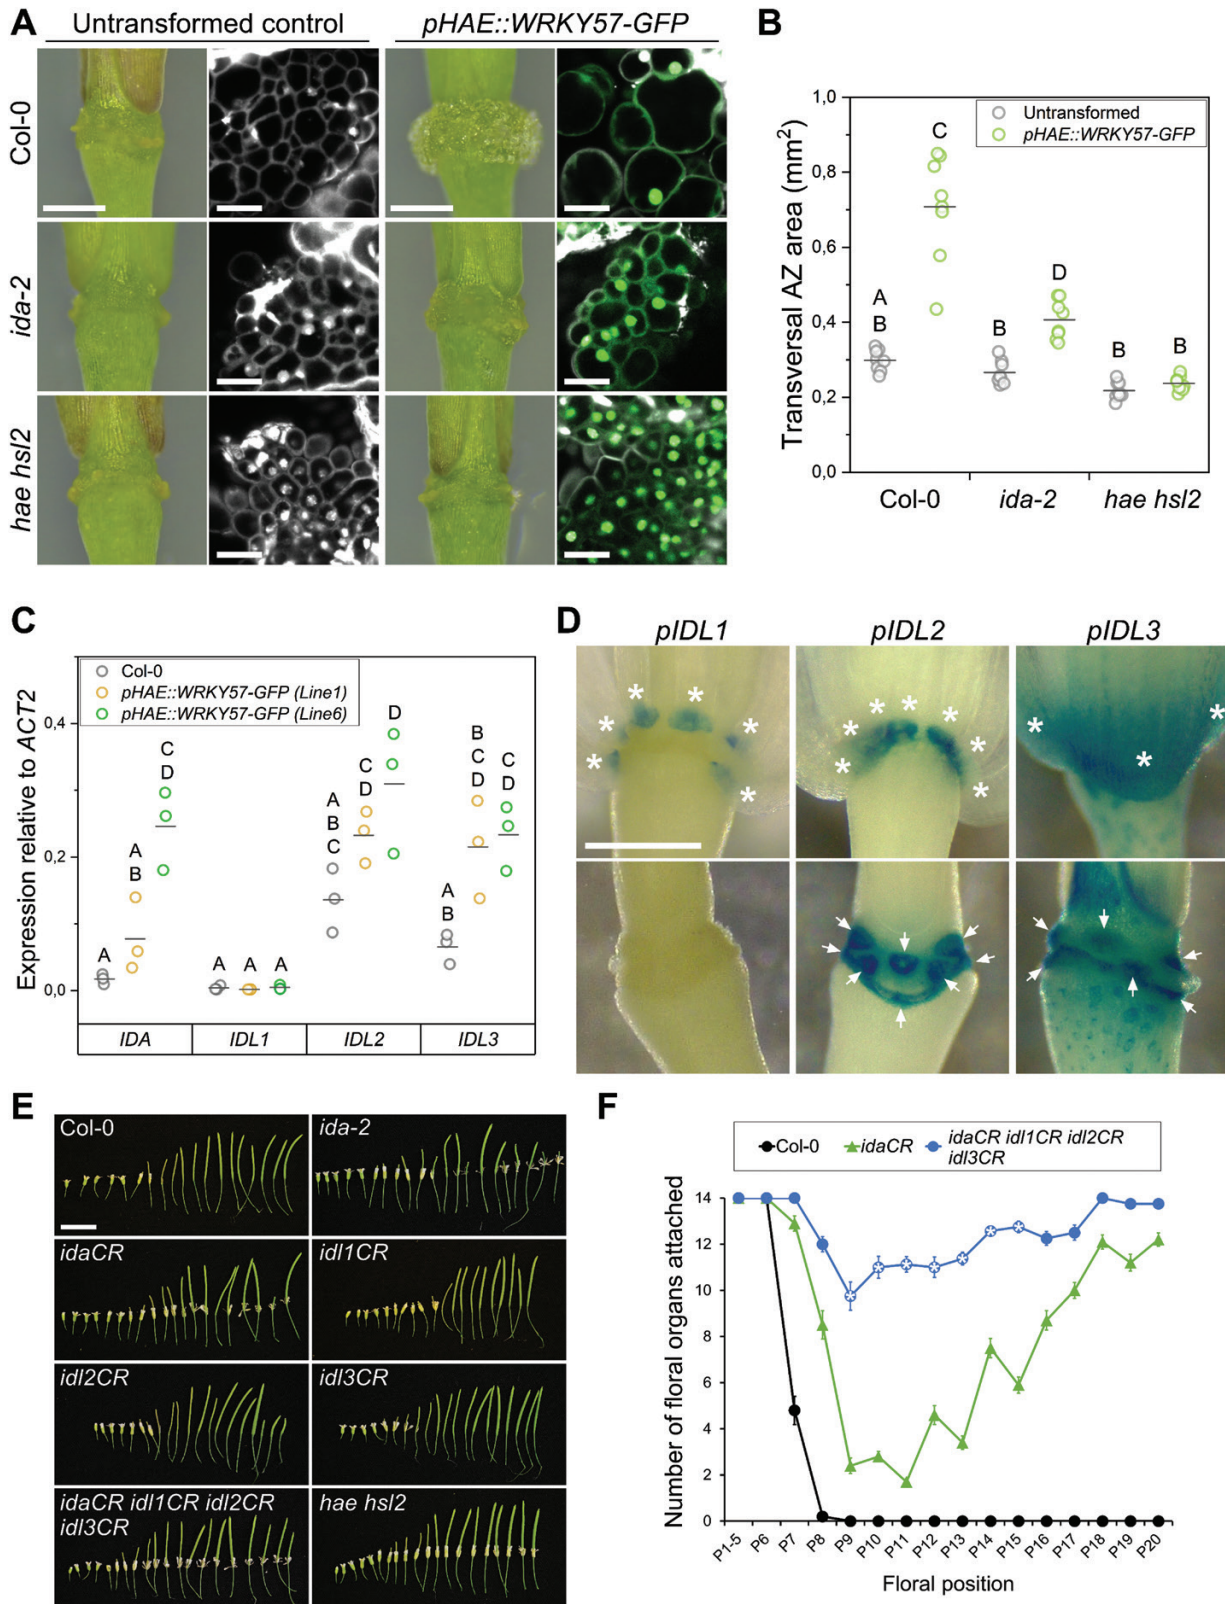 A
Untransformed control
pHAE::WRKY57-GFP
Col-0
ida-2
hae hsl2
B
Transversal AZ area (mm²)
1,0
0,8
0,6
0,4
0,2
0,0
Untransformed
pHAE::WRKY57-GFP
A
B
C
B
D
B
B
Col-0
ida-2
hae hsl2
C
Expression relative to ACT2
0,4
0,2
0,0
Col-0
pHAE::WRKY57-GFP (Line1)
pHAE::WRKY57-GFP (Line6)
A
A
B
C
D
A
A
A
A
B
C
C
D
D
A
B
B
C
D
C
D
IDA
IDL1
IDL2
IDL3
D
pIDL1
pIDL2
pIDL3
* * * * * *
* * * * * * *
* * *
E
Col-0
ida-2
idaCR
idl1CR
idl2CR
idl3CR
idaCR idl1CR idl2CR
idl3CR
hae hsl2
F
Col-0
idaCR
idaCR idl1CR idl2CR
idl3CR
Number of floral organs attached
14
12
10
8
6
4
2
0
P1-5
P6
P7
P8
P9
P10
P11
P12
P13
P14
P15
P16
P17
P18
P19
P20
Floral position